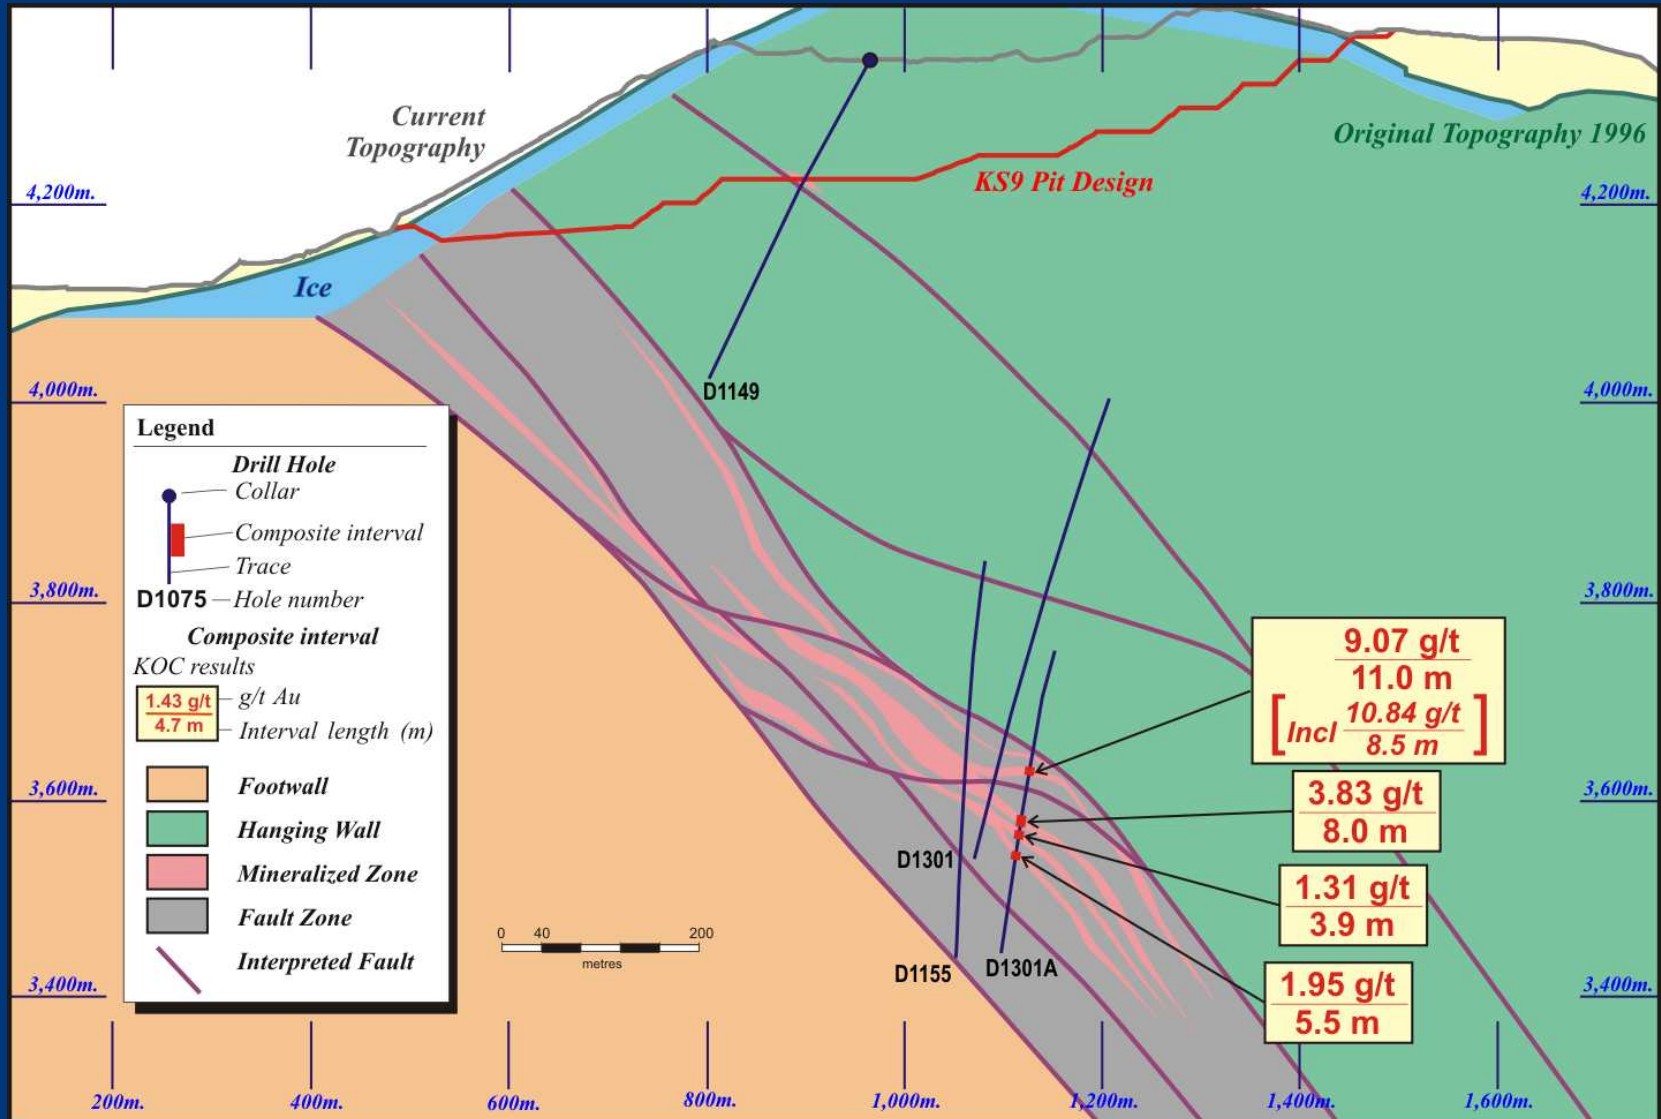 Current
Topography
Original Topography 1996
KS9 Pit Design
4,200m.
4,200m.
Ice
D1149
4,000m.
4,000m.
Legend
Drill Hole
Collar
Composite interval
Trace
D1075 Hole number
Composite interval
KOC results
1.43 g/t
4.7 m
g/t Au
Interval length (m)
Footwall
Hanging Wall
Mineralized Zone
Fault Zone
Interpreted Fault
3,800m.
3,800m.
9.07 g/t
11.0 m
[Incl 10.84 g/t
8.5 m]
3,600m.
3,600m.
3.83 g/t
8.0 m
D1301
1.31 g/t
3.9 m
0 40 200
metres
D1155
D1301A
1.95 g/t
5.5 m
3,400m.
3,400m.
200m. 400m. 600m. 800m. 1,000m. 1,200m. 1,400m. 1,600m.